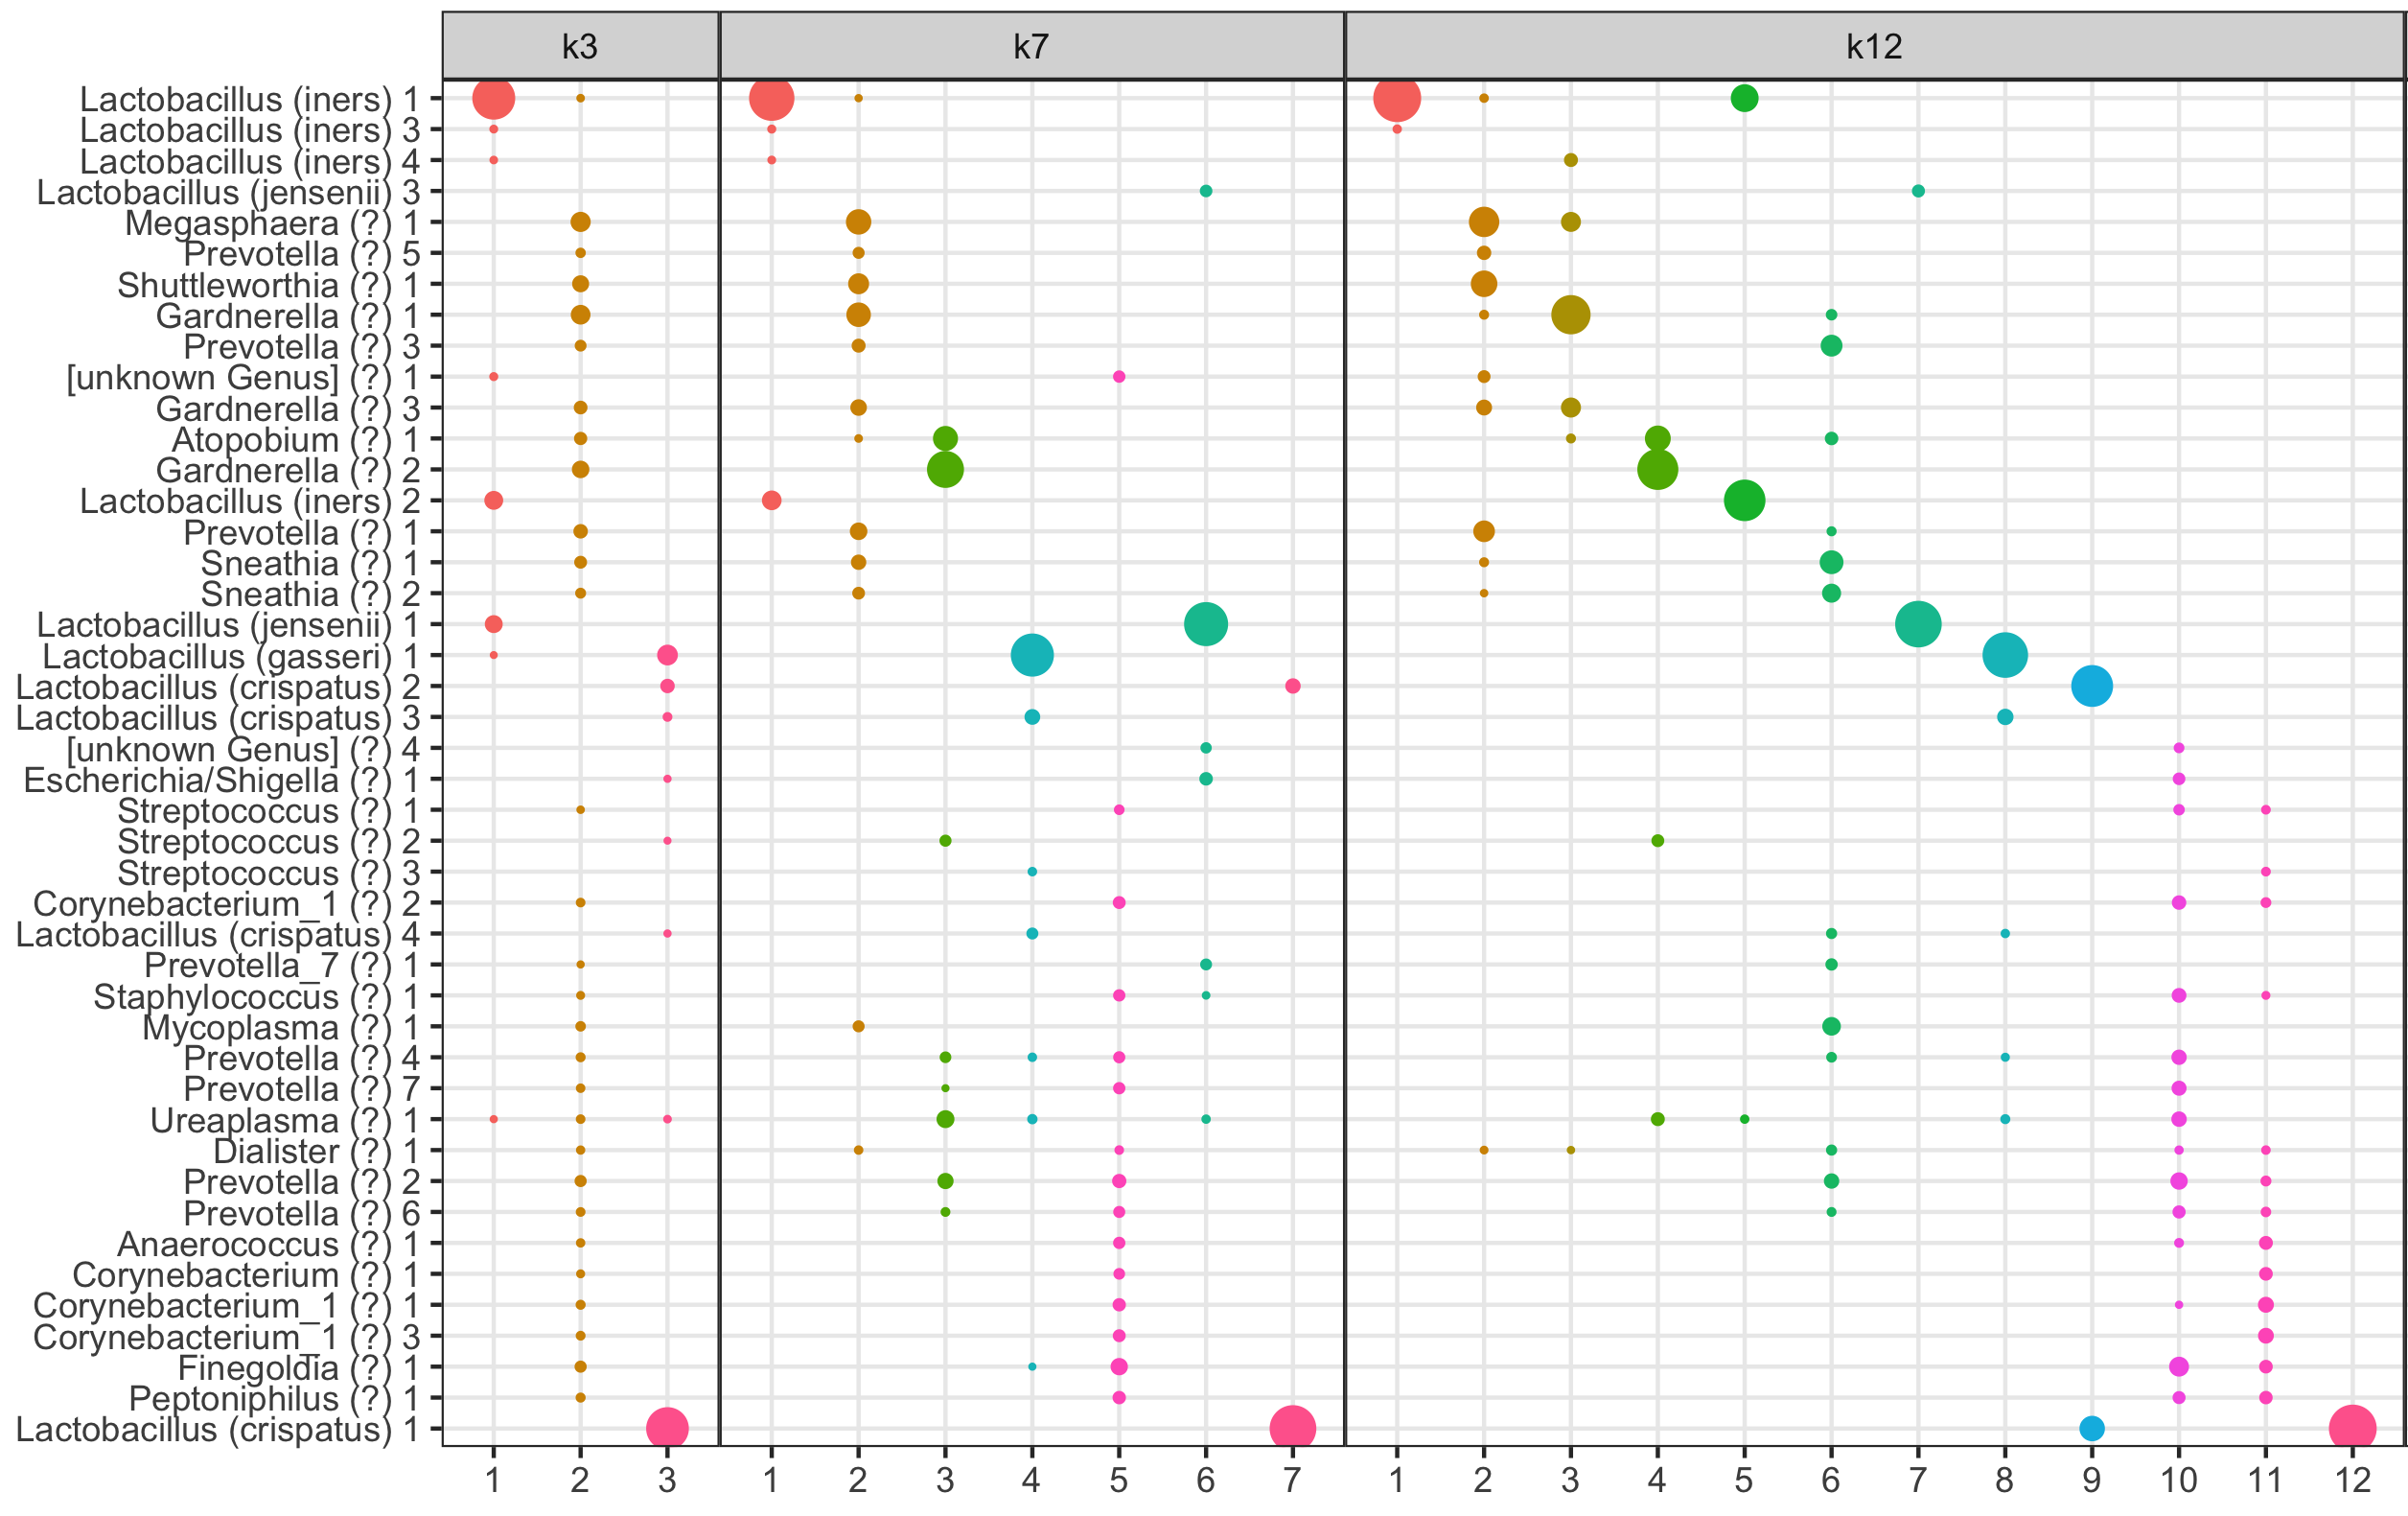 k3 k7 k12
Lactobacillus (iners) 1
Lactobacillus (iners) 3
Lactobacillus (iners) 4
Lactobacillus (jensenii) 3
Megasphaera (?) 1
Prevotella (?) 5
Shuttleworthia (?) 1
Gardnerella (?) 1
Prevotella (?) 3
[unknown Genus] (?) 1
Gardnerella (?) 3
Atopobium (?) 1
Gardnerella (?) 2
Lactobacillus (iners) 2
Prevotella (?) 1
Sneathia (?) 1
Sneathia (?) 2
Lactobacillus (jensenii) 1
Lactobacillus (gasseri) 1
Lactobacillus (crispatus) 2
Lactobacillus (crispatus) 3
[unknown Genus] (?) 4
Escherichia/Shigella (?) 1
Streptococcus (?) 1
Streptococcus (?) 2
Streptococcus (?) 3
Corynebacterium_1 (?) 2
Lactobacillus (crispatus) 4
Prevotella_7 (?) 1
Staphylococcus (?) 1
Mycoplasma (?) 1
Prevotella (?) 4
Prevotella (?) 7
Ureaplasma (?) 1
Dialister (?) 1
Prevotella (?) 2
Prevotella (?) 6
Anaerococcus (?) 1
Corynebacterium (?) 1
Corynebacterium_1 (?) 1
Corynebacterium_1 (?) 3
Finegoldia (?) 1
Peptoniphilus (?) 1
Lactobacillus (crispatus) 1
1 2 3 1 2 3 4 5 6 7 1 2 3 4 5 6 7 8 9 10 11 12